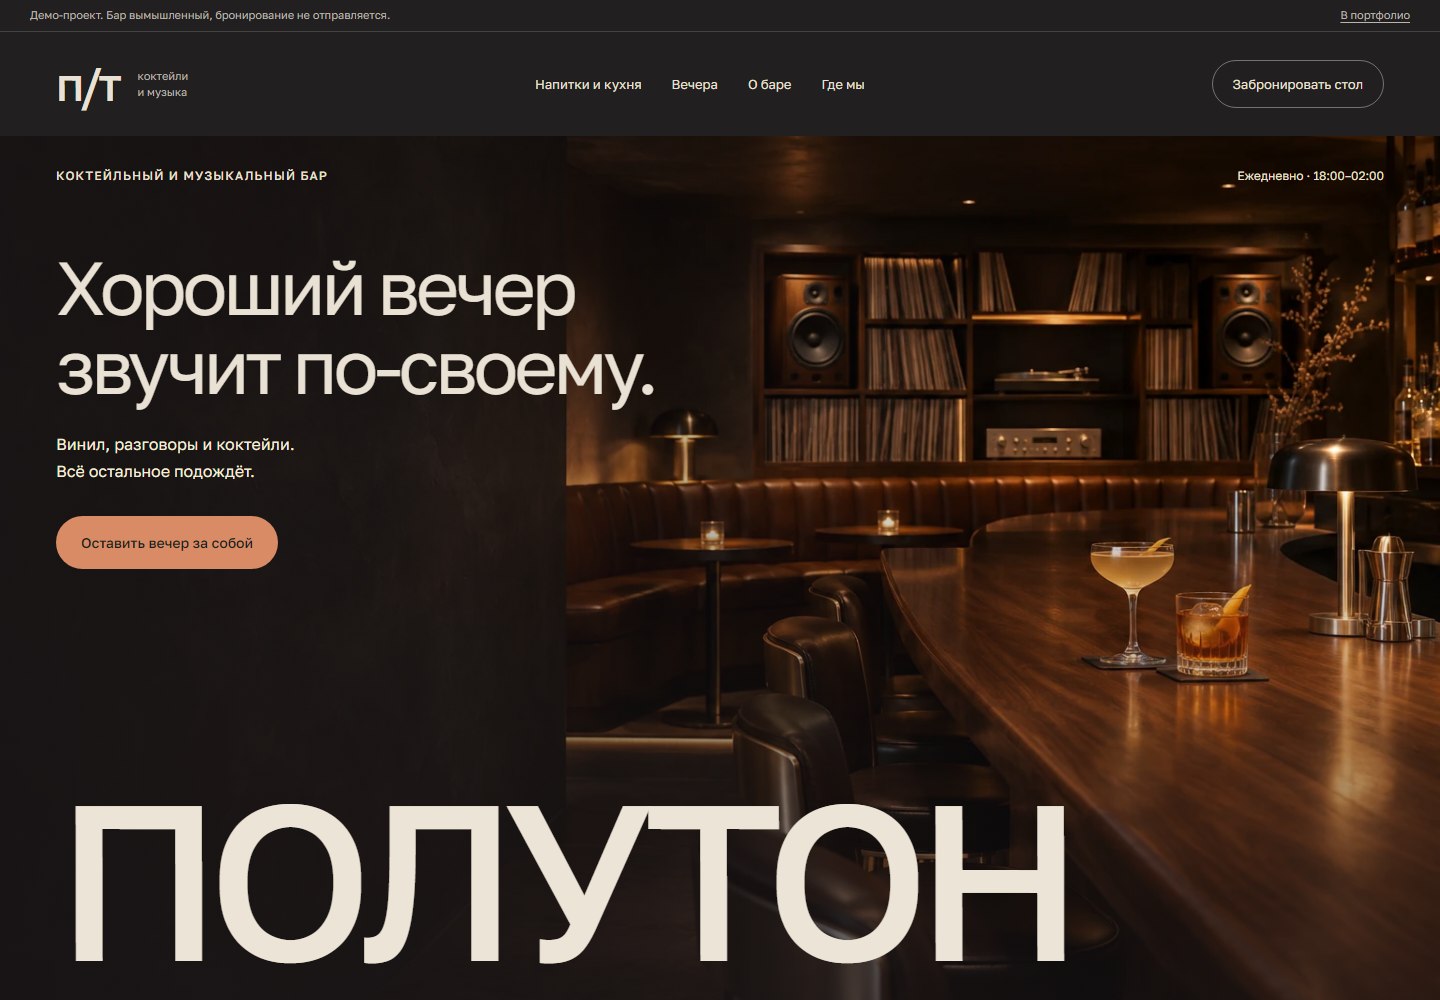 Демо-проект. Бар вымышленный, бронирование не отправляется.
В портфолио
п/т
коктейли
и музыка
Напитки и кухня
Вечера
О баре
Где мы
Забронировать стол
КОКТЕЙЛЬНЫЙ И МУЗЫКАЛЬНЫЙ БАР
Ежедневно · 18:00–02:00
Хороший вечер
звучит по-своему.
Винил, разговоры и коктейли.
Всё остальное подождёт.
Оставить вечер за собой
ПОЛУТОН